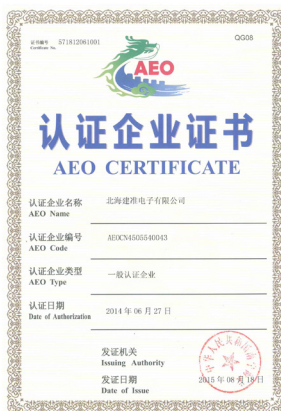 QG08
证书编号 571812081001
Certificate No.
AEO
认证企业证书
AEO CERTIFICATE
认证企业名称 北海建准电子有限公司
AEO Name
认证企业编号 AEOCN4505540043
AEO Code
认证企业类型 一般认证企业
AEO Type
认证日期 2014 年 06 月 27 日
Date of Authorization
发证机关
Issuing Authority
发证日期 2015 年 08 月 18 日
Date of Issue